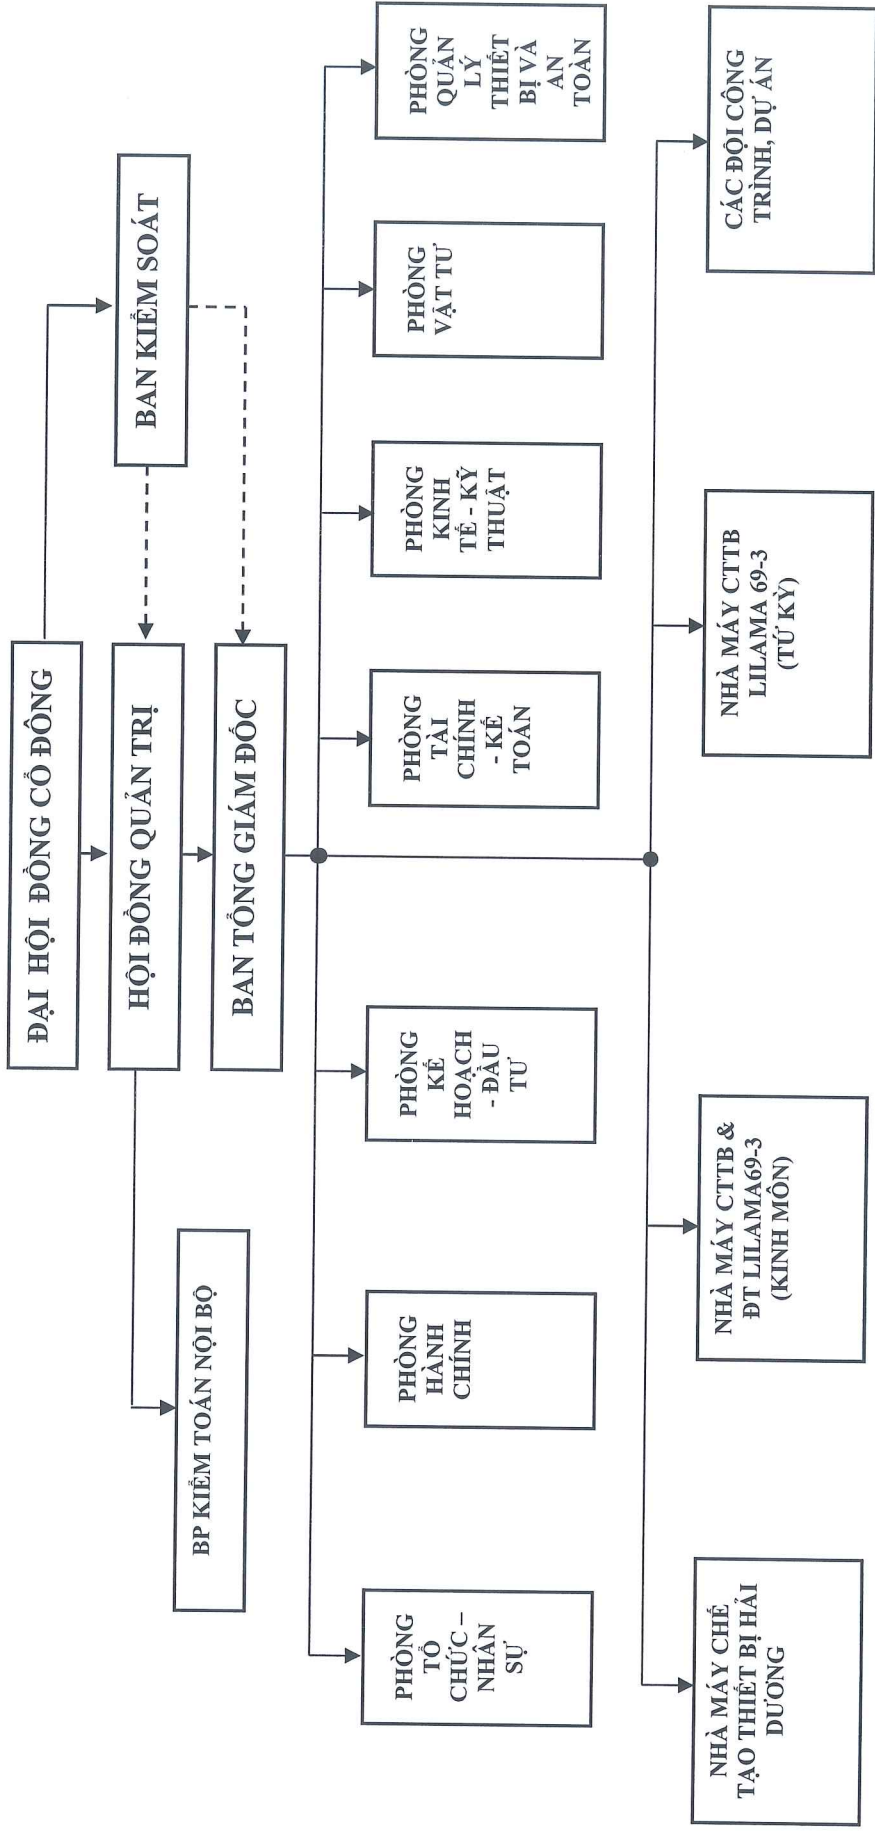 ĐẠI HỘI ĐỒNG CỔ ĐÔNG
HỘI ĐỒNG QUẢN TRỊ
BAN KIỂM SOÁT
BAN TỔNG GIÁM ĐỐC
BP KIỂM TOÁN NỘI BỘ
PHÒNG
TỔ
CHỨC –
NHÂN
SỰ
PHÒNG
HÀNH
CHÍNH
PHÒNG
KẾ
HOẠCH
- ĐẦU
TƯ
PHÒNG
TÀI
CHÍNH
- KẾ
TOÁN
PHÒNG
KINH
TẾ - KỸ
THUẬT
PHÒNG
VẬT TƯ
PHÒNG
QUẢN
LÝ
THIẾT
BỊ VÀ
AN
TOÀN
NHÀ MÁY CHẾ
TẠO THIẾT BỊ HẢI
DƯƠNG
NHÀ MÁY CTTB &
ĐT LILAMA69-3
(KINH MÔN)
NHÀ MÁY CTTB
LILAMA 69-3
(TỨ KỲ)
CÁC ĐỘI CÔNG
TRÌNH, DỰ ÁN